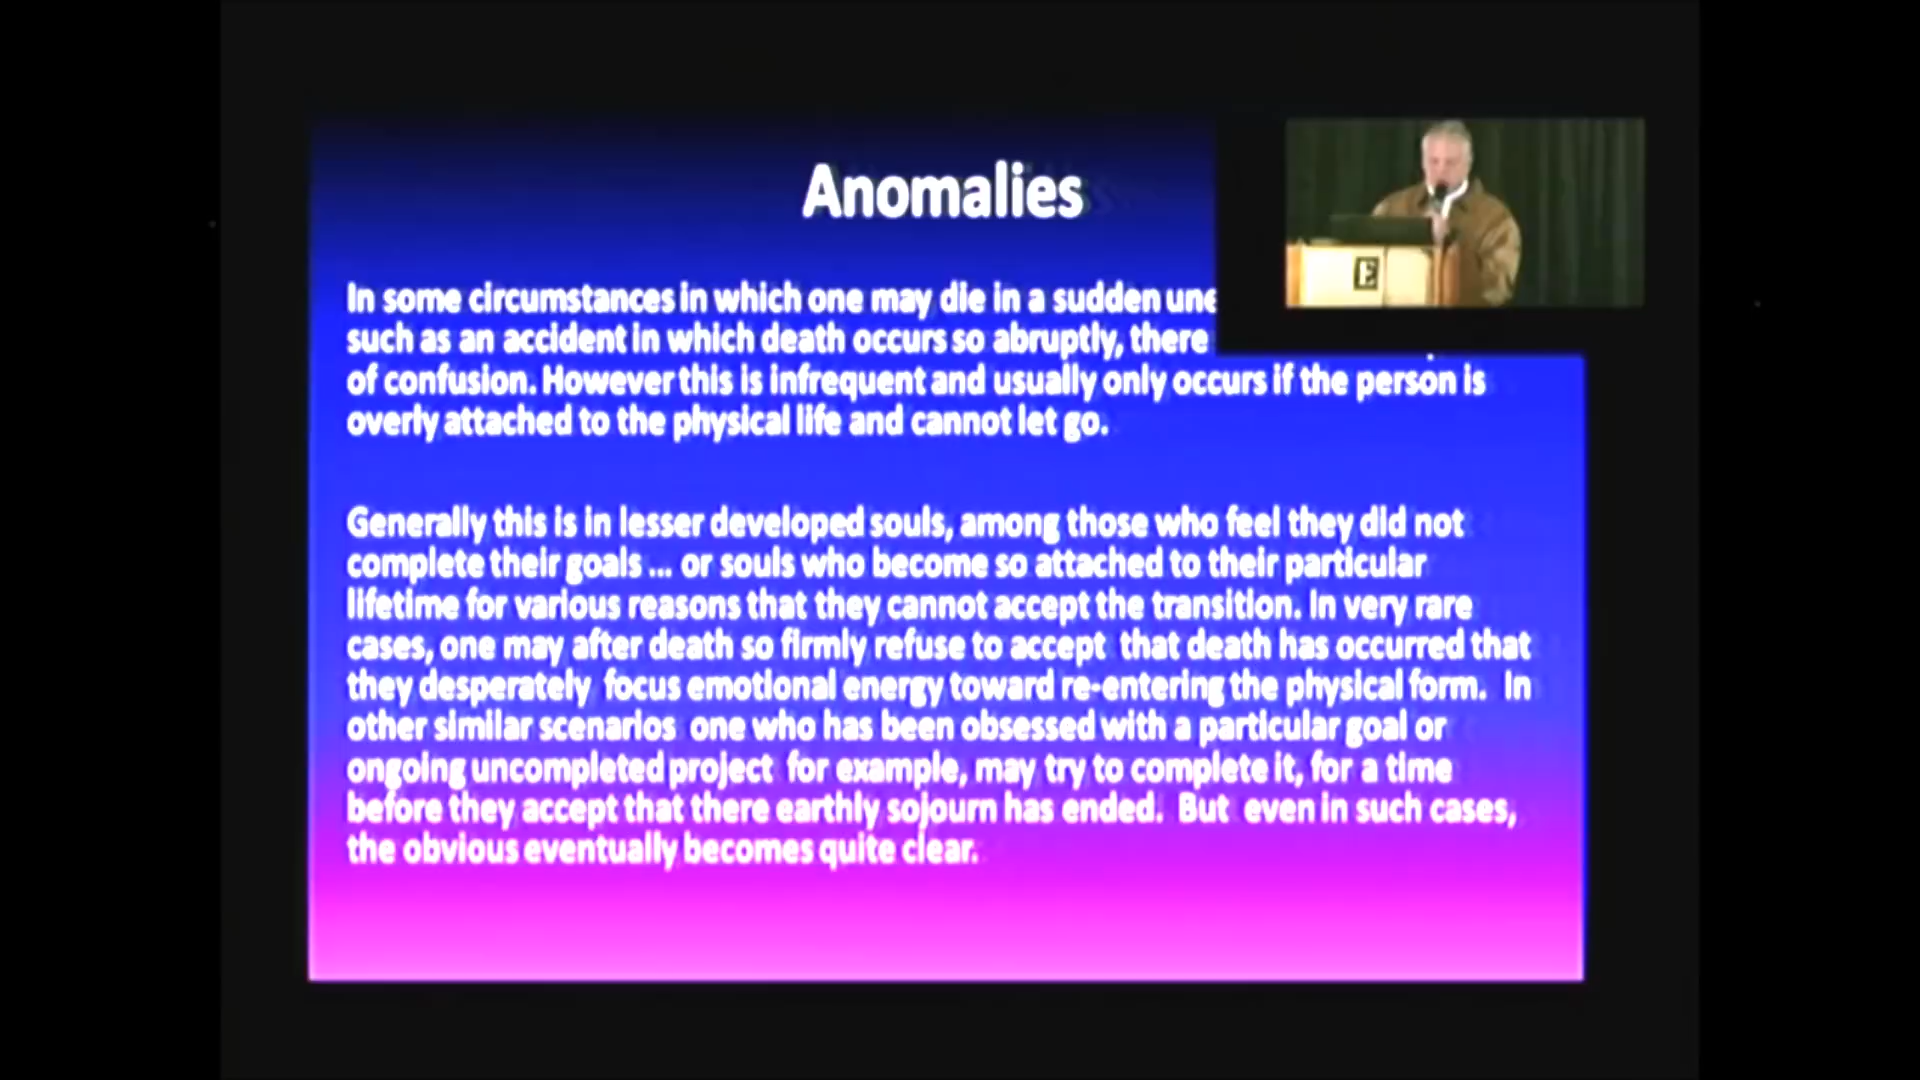 Anomalies
In some circumstances in which one may die in a sudden
such as an accident in which death occurs so abruptly, there
of confusion. However this is infrequent and usually only occurs if the person is
overly attached to the physical life and cannot let go.
Generally this is in lesser developed souls, among those who feel they did not
complete their goals ... or souls who become so attached to their particular
lifetime for various reasons that they cannot accept the transition. In very rare
cases, one may after death so firmly refuse to accept that death has occurred that
they desperately focus emotional energy toward re-entering the physical form. In
other similar scenarios one who has been obsessed with a particular goal or
ongoing uncompleted project for example, may try to complete it, for a time
before they accept that there earthly sojourn has ended. But even in such cases,
the obvious eventually becomes quite clear.
E